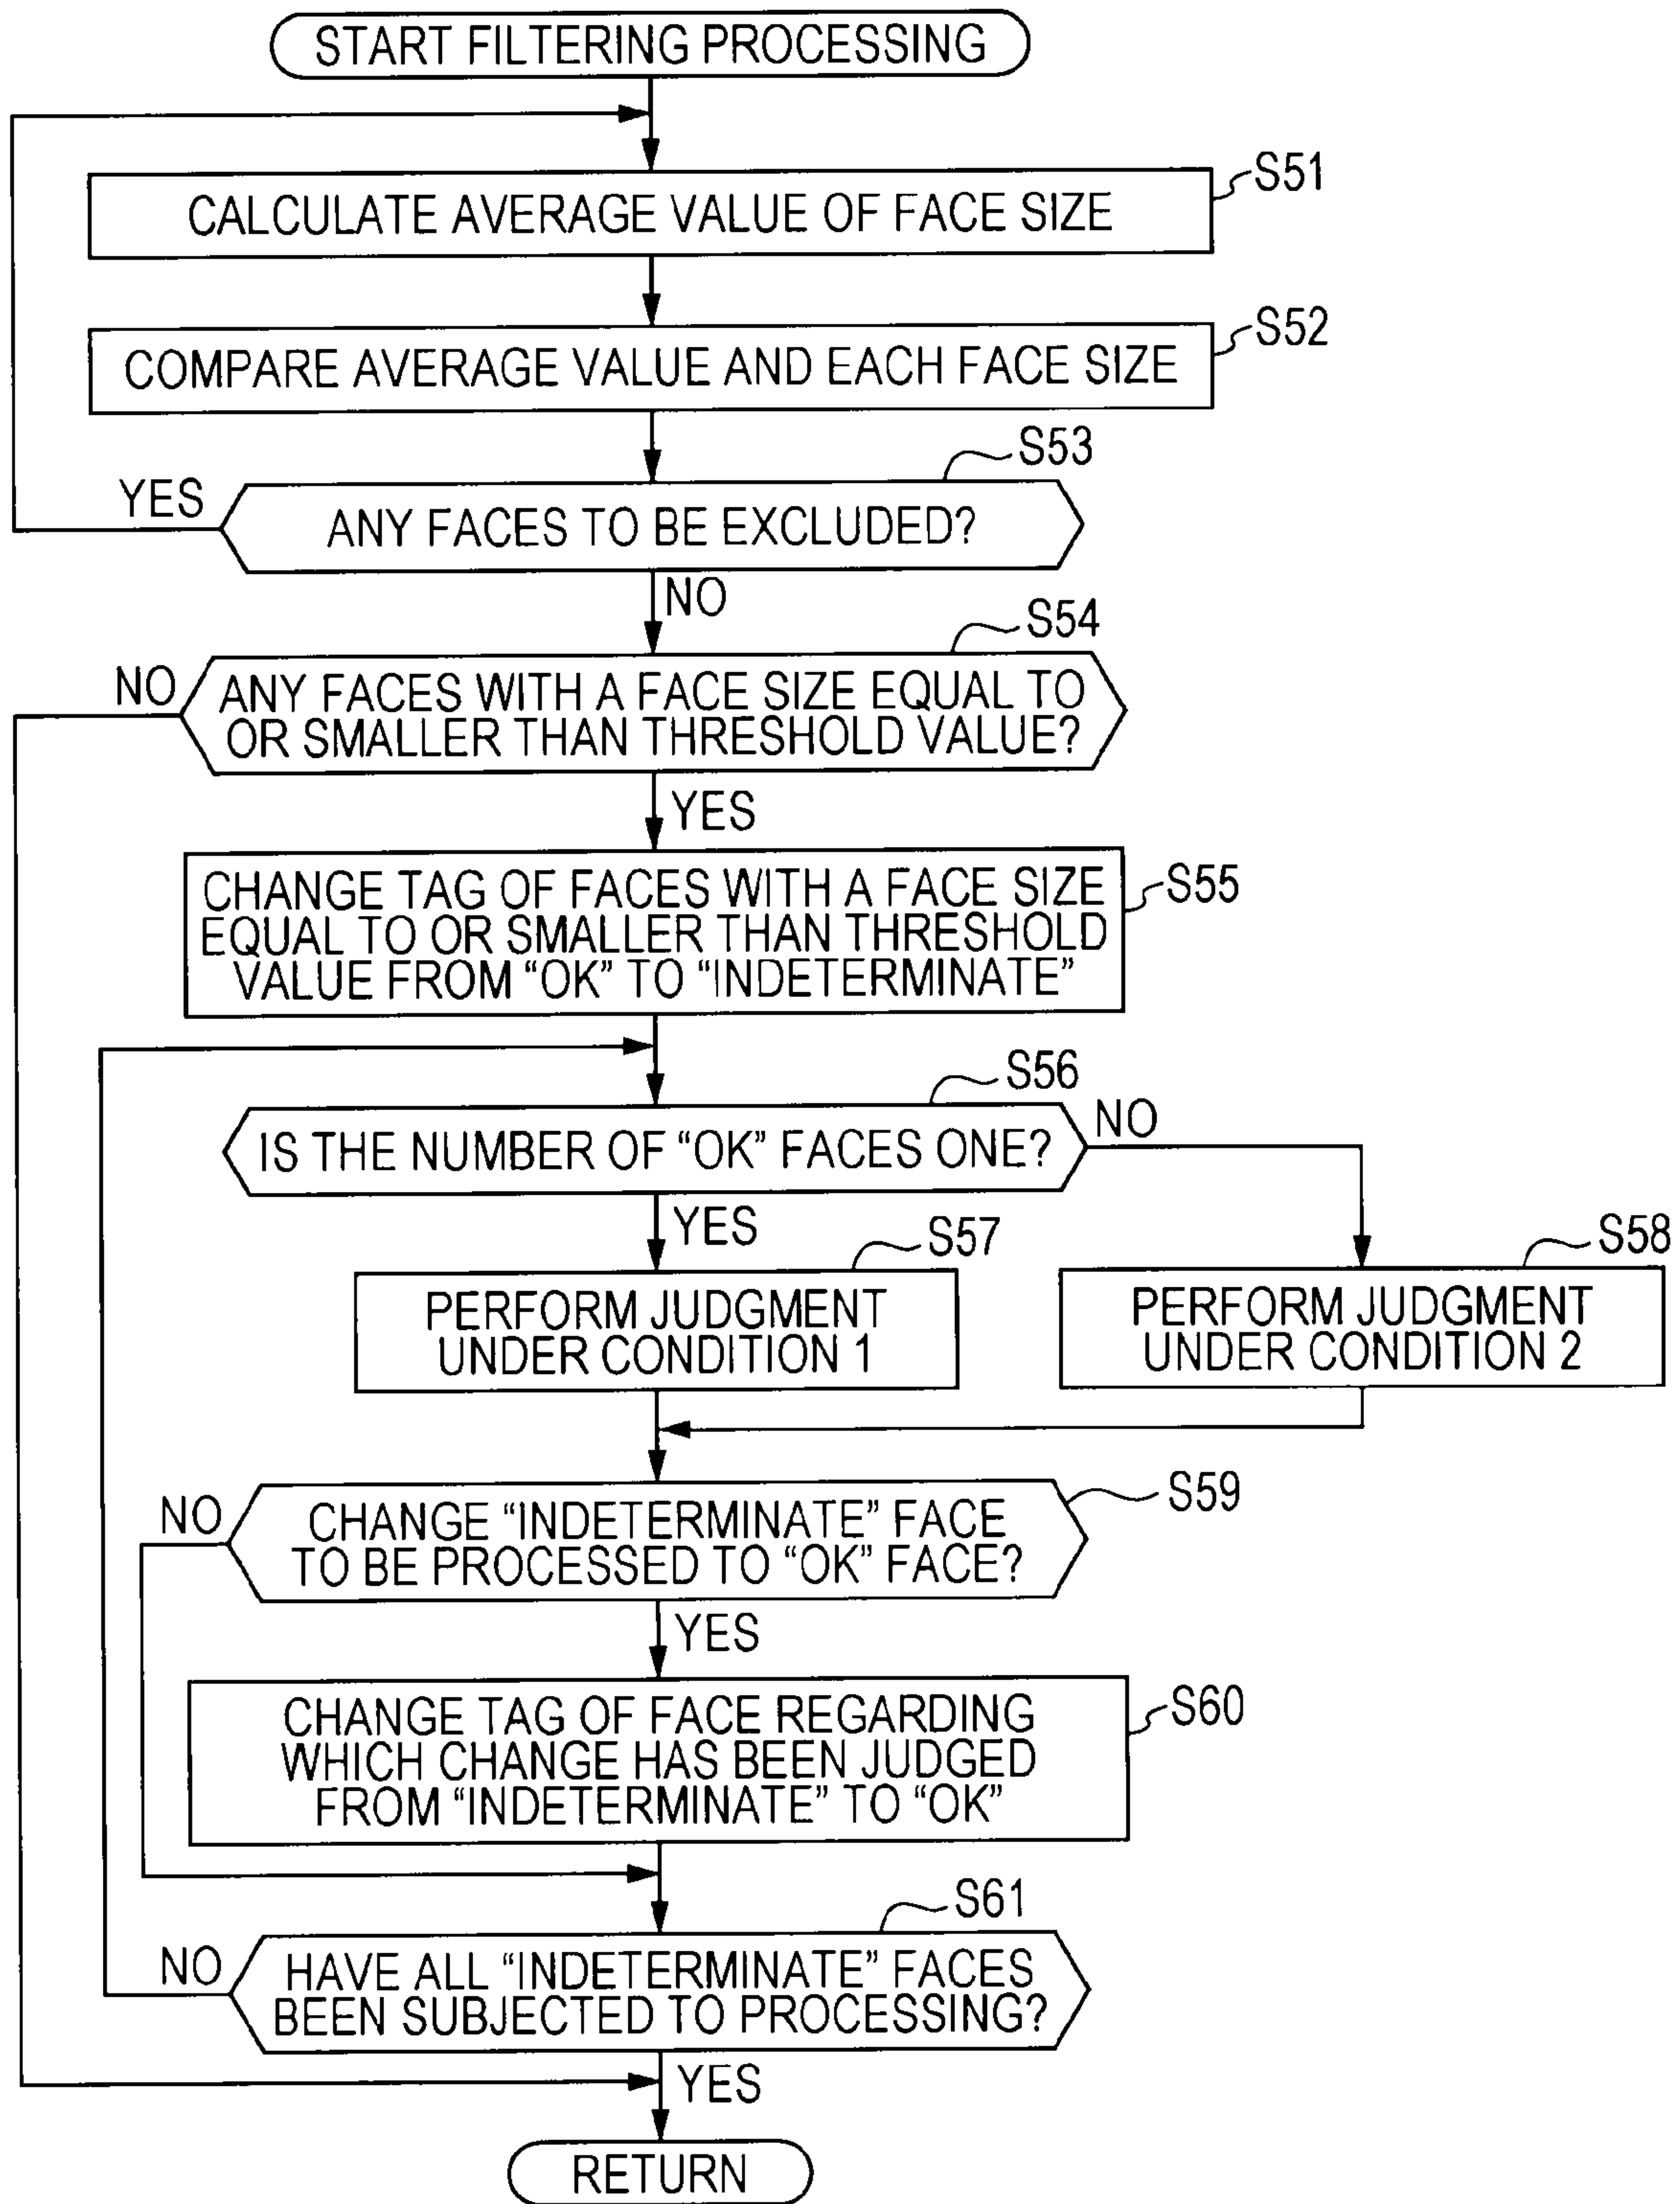 START FILTERING PROCESSING
S51
CALCULATE AVERAGE VALUE OF FACE SIZE
S52
COMPARE AVERAGE VALUE AND EACH FACE SIZE
S53
YES
ANY FACES TO BE EXCLUDED?
NO
S54
NO
ANY FACES WITH A FACE SIZE EQUAL TO
OR SMALLER THAN THRESHOLD VALUE?
YES
S55
CHANGE TAG OF FACES WITH A FACE SIZE
EQUAL TO OR SMALLER THAN THRESHOLD
VALUE FROM “OK” TO “INDETERMINATE”
S56
NO
IS THE NUMBER OF “OK” FACES ONE?
YES
S57
S58
PERFORM JUDGMENT
UNDER CONDITION 1
PERFORM JUDGMENT
UNDER CONDITION 2
S59
NO
CHANGE “INDETERMINATE” FACE
TO BE PROCESSED TO “OK” FACE?
YES
S60
CHANGE TAG OF FACE REGARDING
WHICH CHANGE HAS BEEN JUDGED
FROM “INDETERMINATE” TO “OK”
S61
NO
HAVE ALL “INDETERMINATE” FACES
BEEN SUBJECTED TO PROCESSING?
YES
RETURN